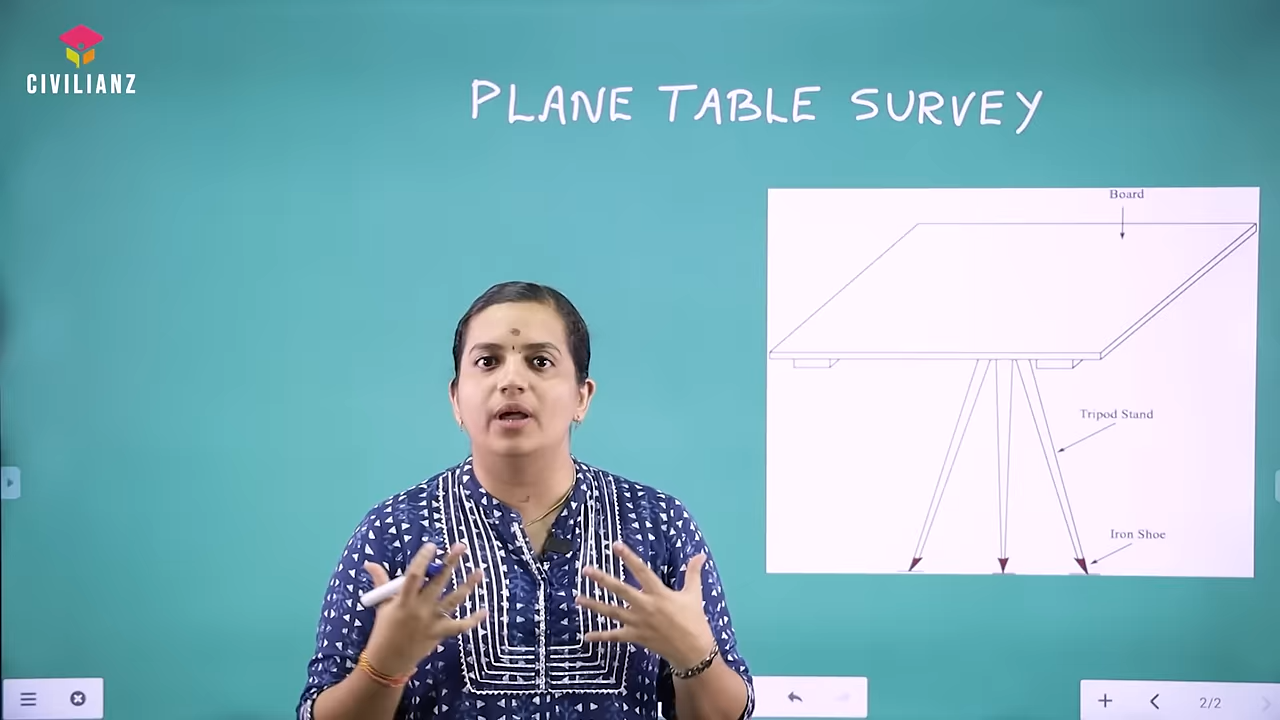 CIVILIANZ
PLANE TABLE SURVEY
Board
Tripod Stand
Iron Shoe
2/2